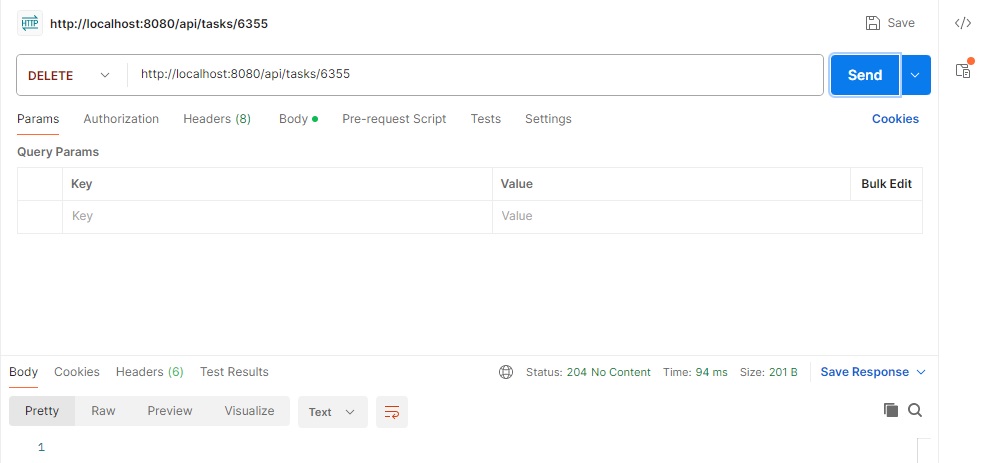 HTTP http://localhost:8080/api/tasks/6355 Save
DELETE http://localhost:8080/api/tasks/6355 Send
Params Authorization Headers (8) Body Pre-request Script Tests Settings Cookies
Query Params
Key Value Bulk Edit
Key Value
Body Cookies Headers (6) Test Results Status: 204 No Content Time: 94 ms Size: 201 B Save Response
Pretty Raw Preview Visualize Text
1